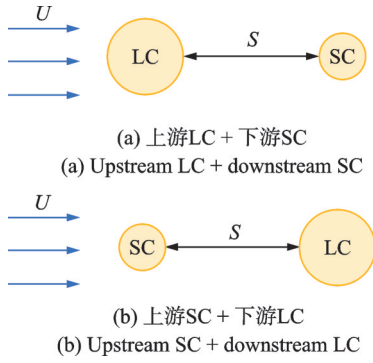 U
LC S SC
(a) 上游LC + 下游SC
(a) Upstream LC + downstream SC
U
SC S LC
(b) 上游SC + 下游LC
(b) Upstream SC + downstream LC